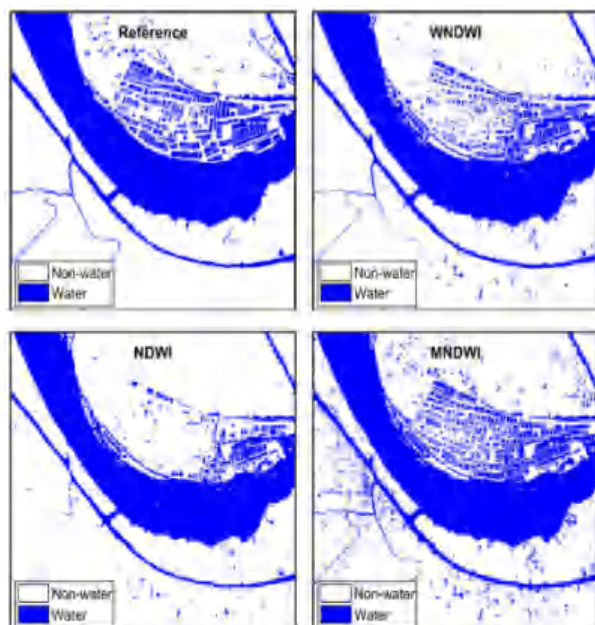 Reference
Non-water
Water
WNDWI
Non-water
Water
NDWI
Non-water
Water
MNDWI
Non-water
Water